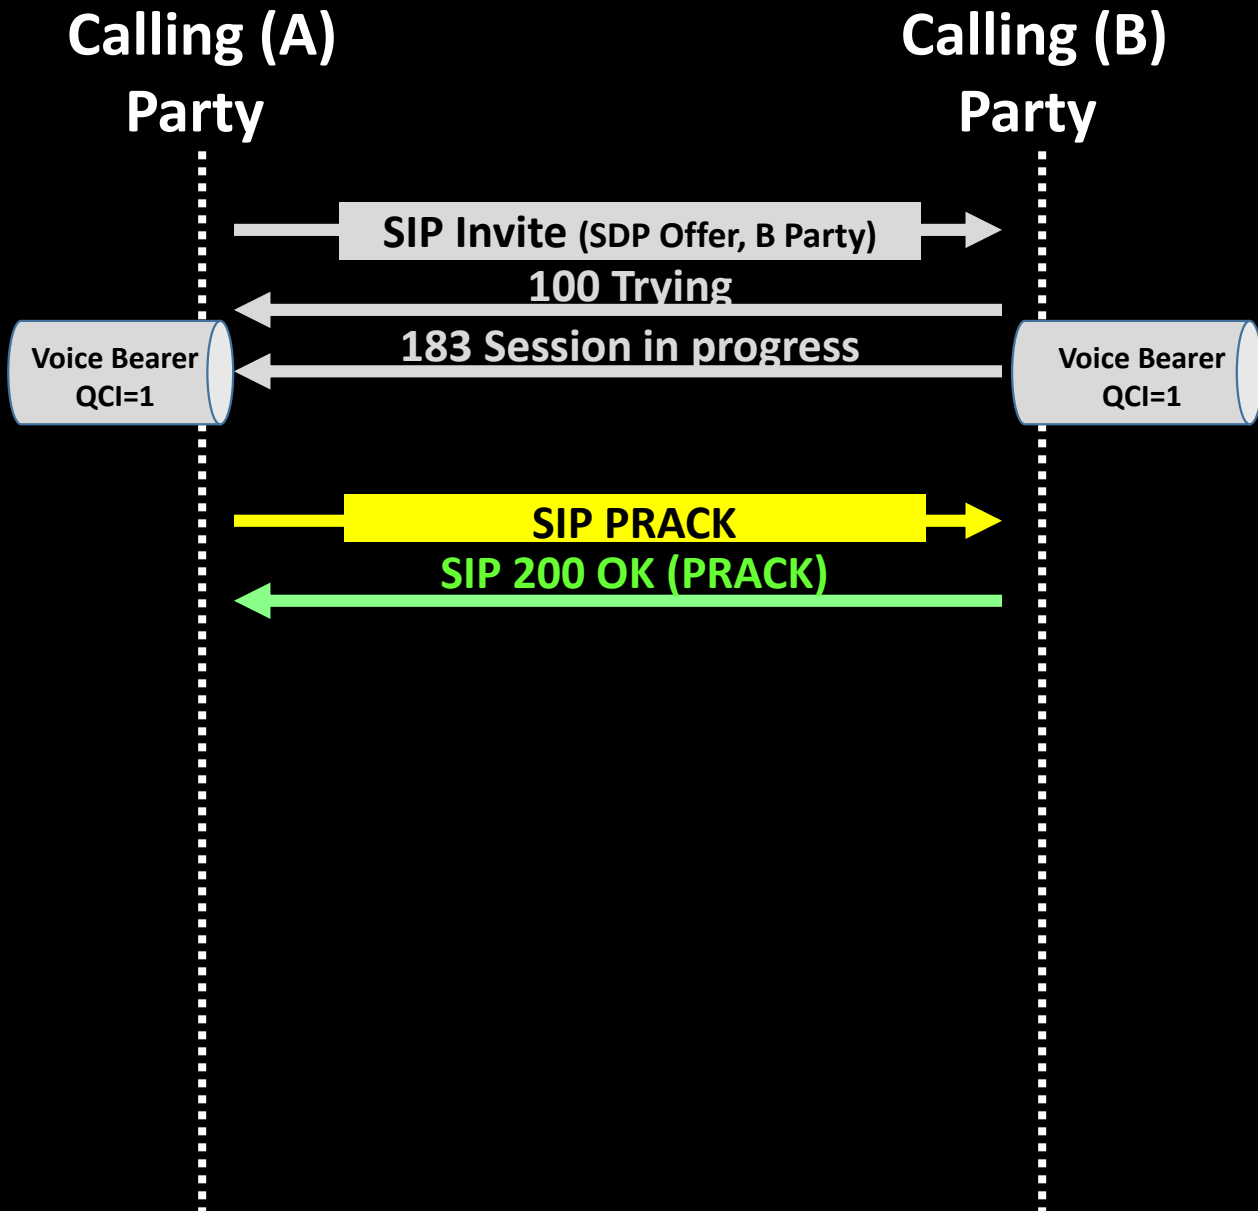 Calling (A)
Party
Calling (B)
Party
SIP Invite (SDP Offer, B Party)
100 Trying
183 Session in progress
Voice Bearer
QCI=1
Voice Bearer
QCI=1
SIP PRACK
SIP 200 OK (PRACK)